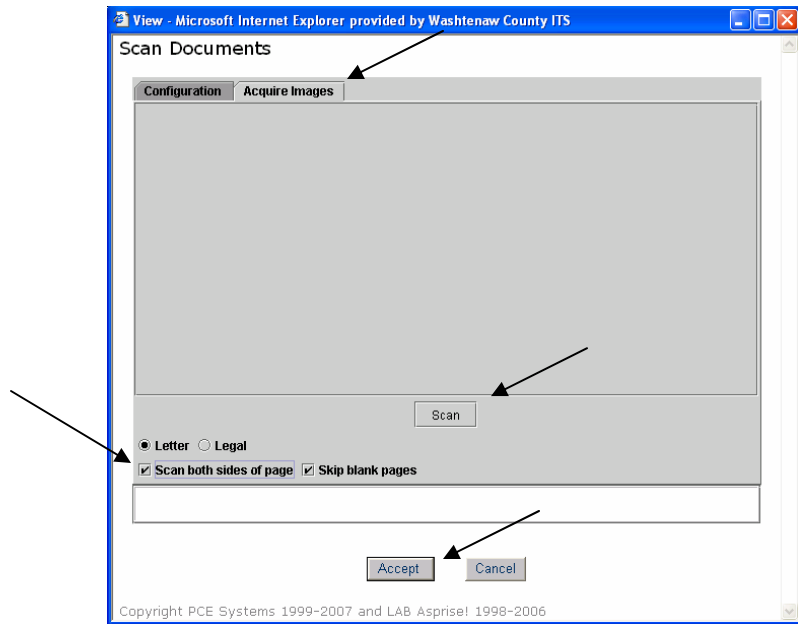 View - Microsoft Internet Explorer provided by Washtenaw County ITS
Scan Documents
Configuration Acquire Images
Scan
Letter Legal
Scan both sides of page Skip blank pages
Accept Cancel
Copyright PCE Systems 1999-2007 and LAB Asprise! 1998-2006